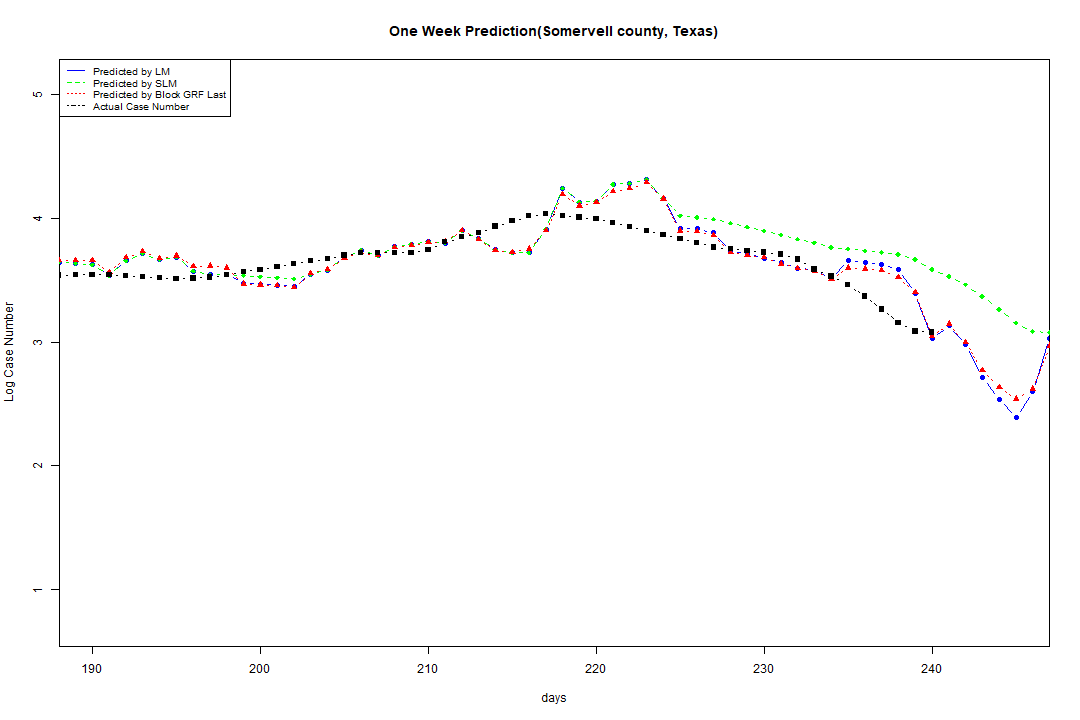 One Week Prediction(Somervell county, Texas)
Predicted by LM
Predicted by SLM
Predicted by Block GRF Last
Actual Case Number
5
4
3
2
1
Log Case Number
190 200 210 220 230 240
days